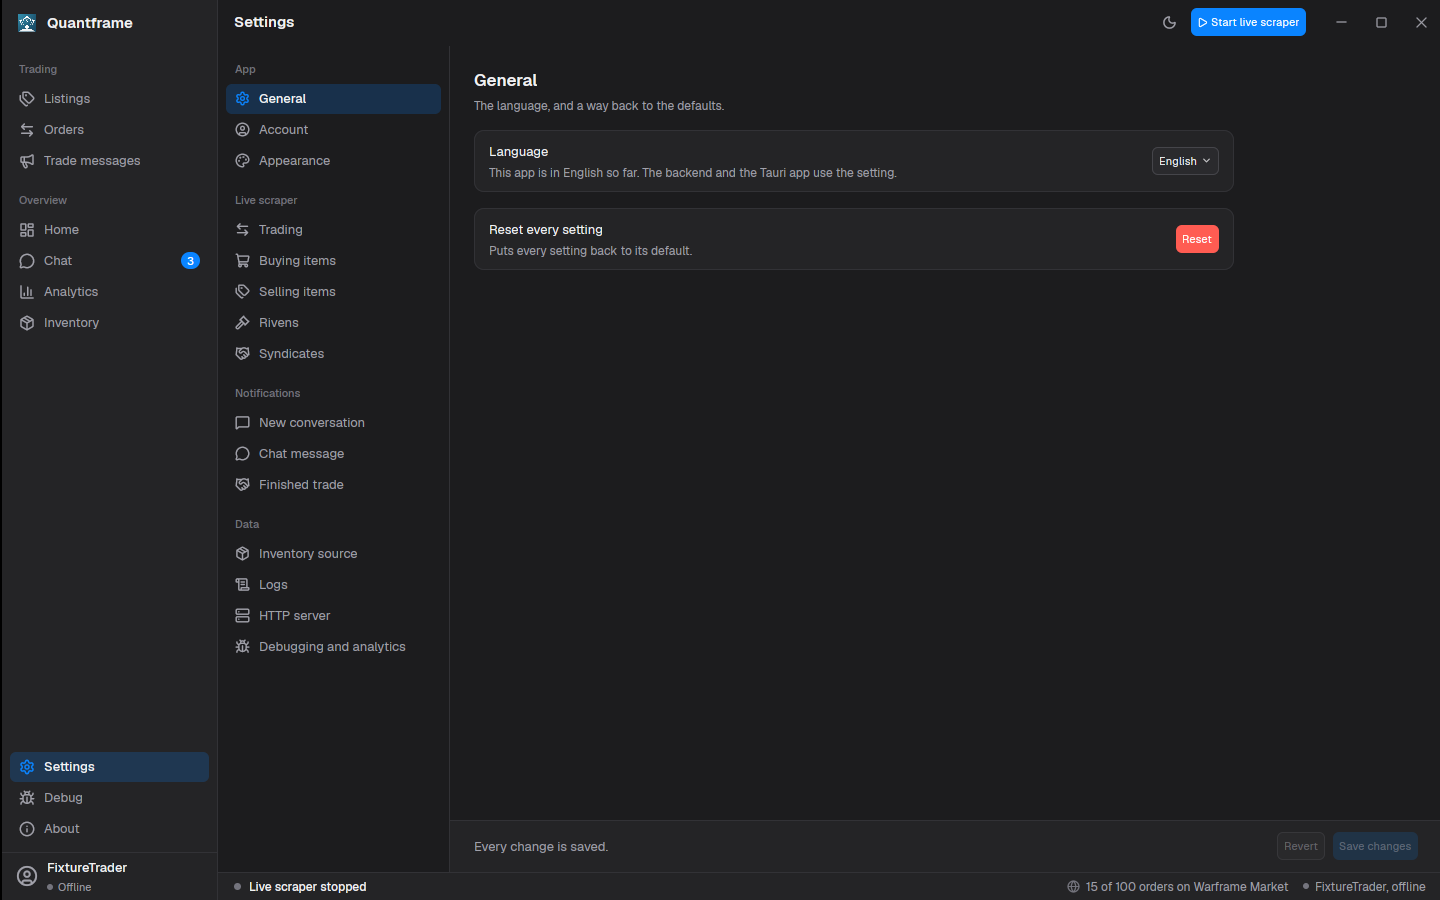 Quantframe
Settings
Start live scraper
Trading
Listings
Orders
Trade messages
Overview
Home
Chat
3
Analytics
Inventory
Settings
Debug
About
FixtureTrader
Offline
App
General
Account
Appearance
Live scraper
Trading
Buying items
Selling items
Rivens
Syndicates
Notifications
New conversation
Chat message
Finished trade
Data
Inventory source
Logs
HTTP server
Debugging and analytics
General
The language, and a way back to the defaults.
Language
This app is in English so far. The backend and the Tauri app use the setting.
English
Reset every setting
Puts every setting back to its default.
Reset
Every change is saved.
Revert
Save changes
Live scraper stopped
15 of 100 orders on Warframe Market
FixtureTrader, offline